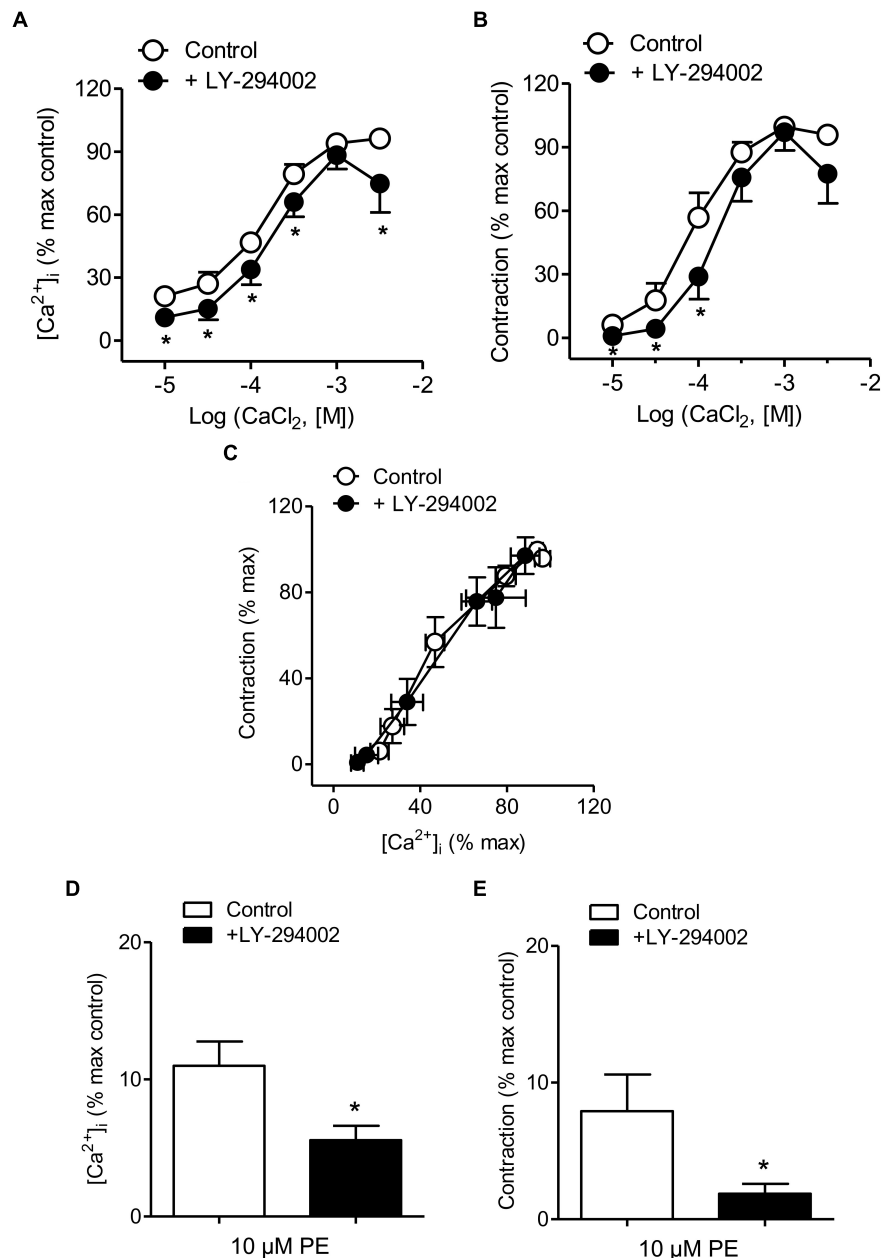 A
Control
+ LY-294002
[Ca2+]i (% max control)
120
90
60
30
0
*
*
*
*
*
-5
-4
-3
-2
Log (CaCl2, [M])
B
Control
+ LY-294002
Contraction (% max control)
120
90
60
30
0
*
*
*
-5
-4
-3
-2
Log (CaCl2, [M])
C
Control
+ LY-294002
Contraction (% max)
120
80
40
0
0
40
80
120
[Ca2+]i (% max)
D
Control
+LY-294002
[Ca2+]i (% max control)
20
10
0
*
10 µM PE
E
Control
+LY-294002
Contraction (% max control)
20
10
0
*
10 µM PE